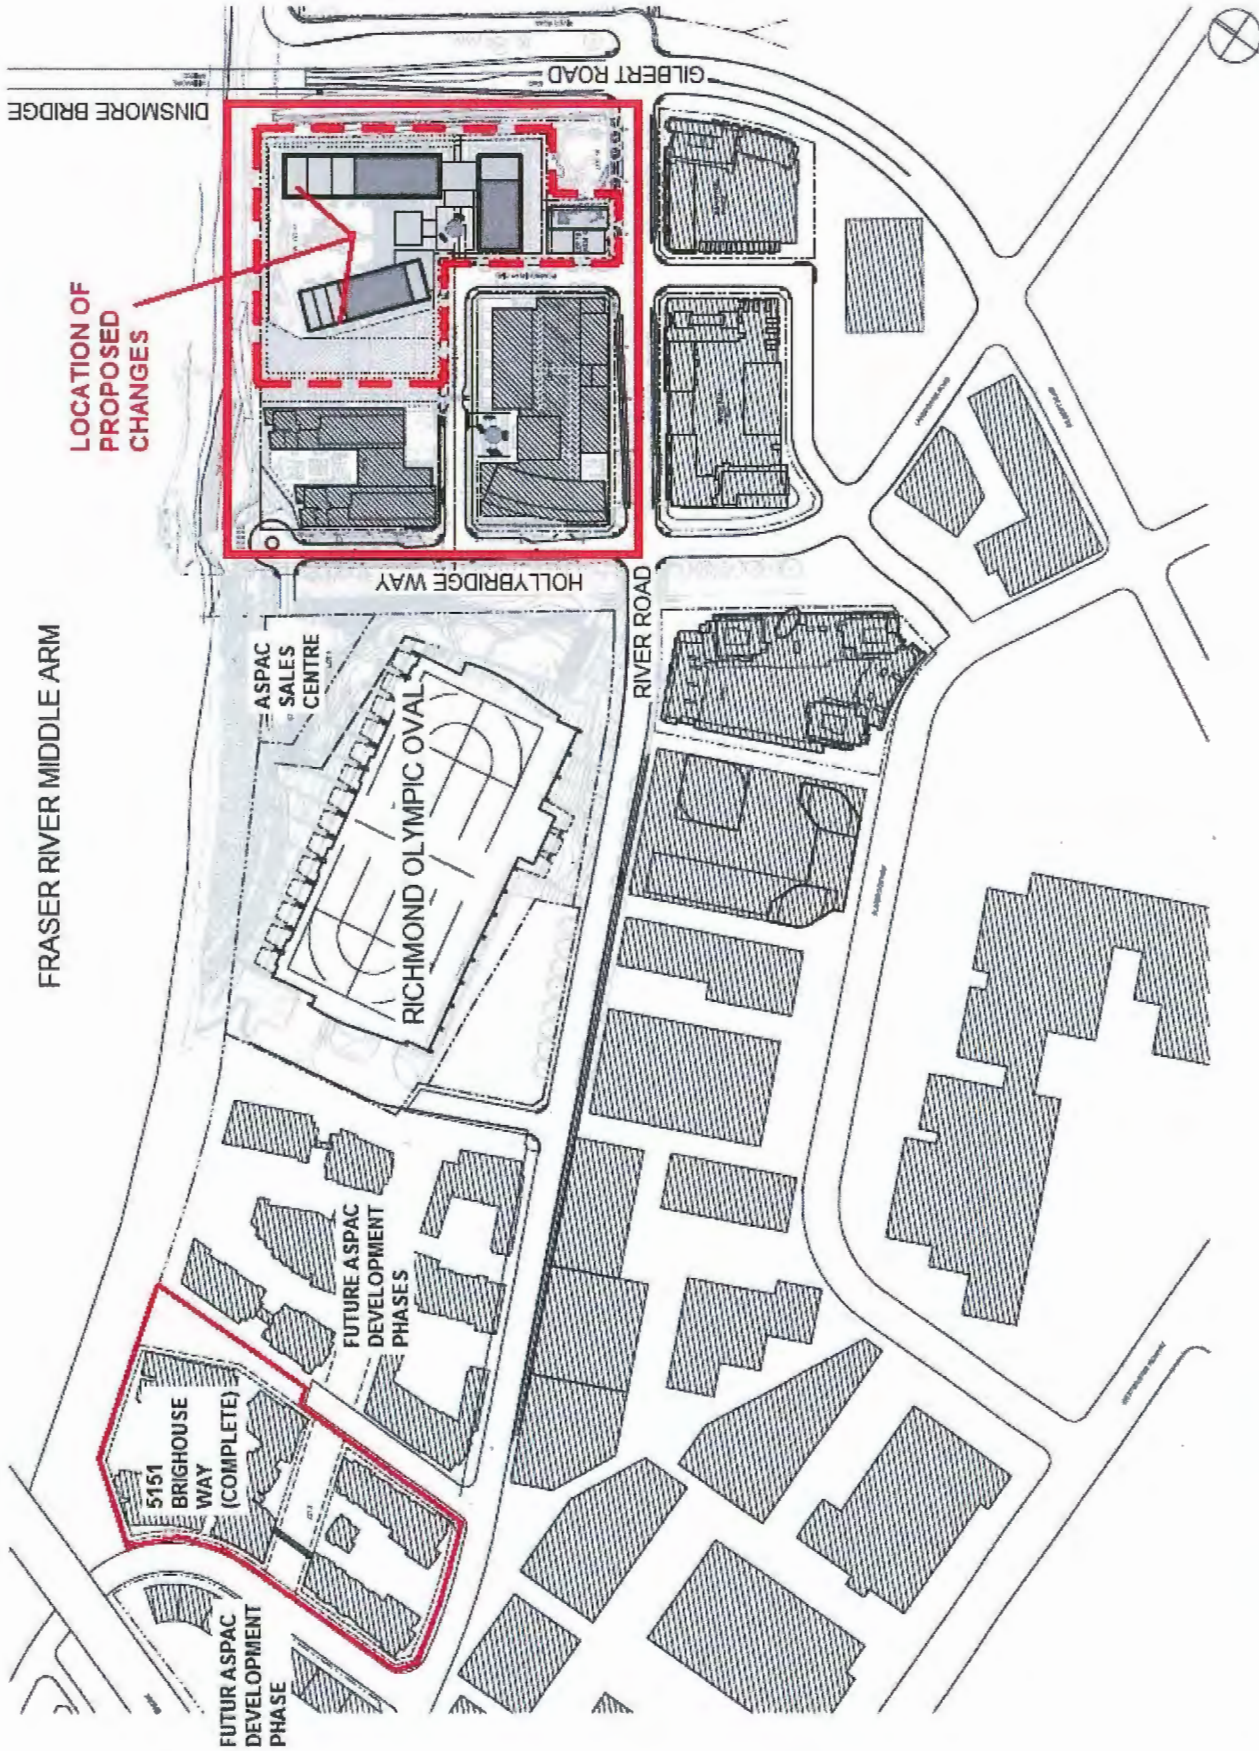 FRASER RIVER MIDDLE ARM
DINSMORE BRIDGE
GILBERT ROAD
LOCATION OF
PROPOSED
CHANGES
HOLLYBRIDGE WAY
RIVER ROAD
ASPAC
SALES
CENTRE
RICHMOND OLYMPIC OVAL
FUTURE ASPAC
DEVELOPMENT
PHASES
5151
BRIGHOUSE
WAY
(COMPLETE)
FUTUR ASPAC
DEVELOPMENT
PHASE